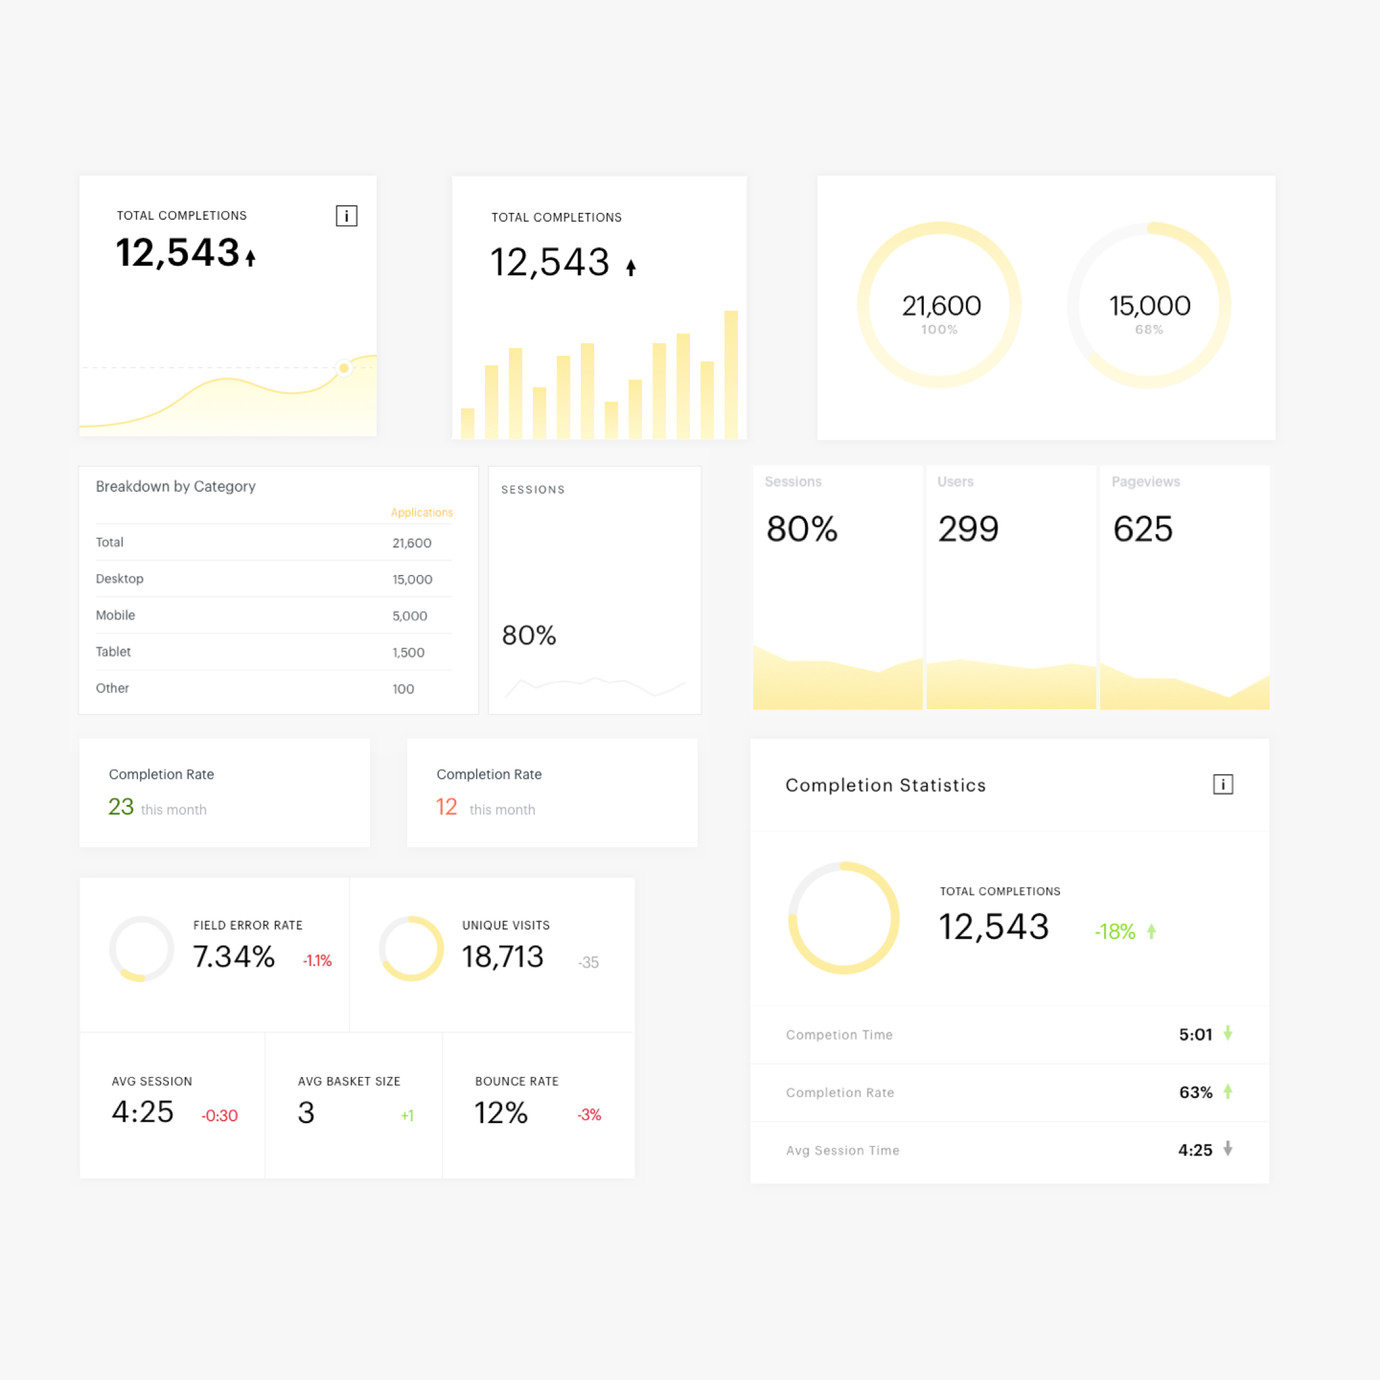 TOTAL COMPLETIONS
i
12,543
TOTAL COMPLETIONS
12,543
21,600
100%
15,000
68%
Breakdown by Category
Applications
Total 21,600
Desktop 15,000
Mobile 5,000
Tablet 1,500
Other 100
SESSIONS
80%
Sessions
80%
Users
299
Pageviews
625
Completion Rate
23 this month
Completion Rate
12 this month
Completion Statistics
i
TOTAL COMPLETIONS
12,543 -18%
Competion Time 5:01
Completion Rate 63%
Avg Session Time 4:25
FIELD ERROR RATE
7.34% -1.1%
UNIQUE VISITS
18,713 -35
AVG SESSION
4:25 -0:30
AVG BASKET SIZE
3 +1
BOUNCE RATE
12% -3%